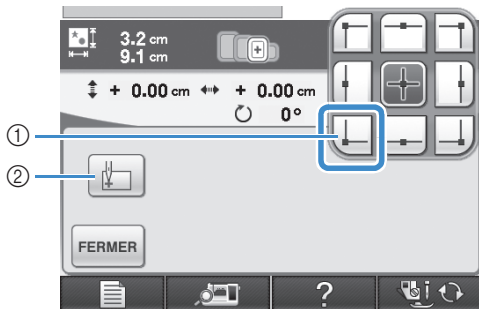 3.2 cm
9.1 cm
+ 0.00 cm + 0.00 cm
0°
①
②
FERMER
?